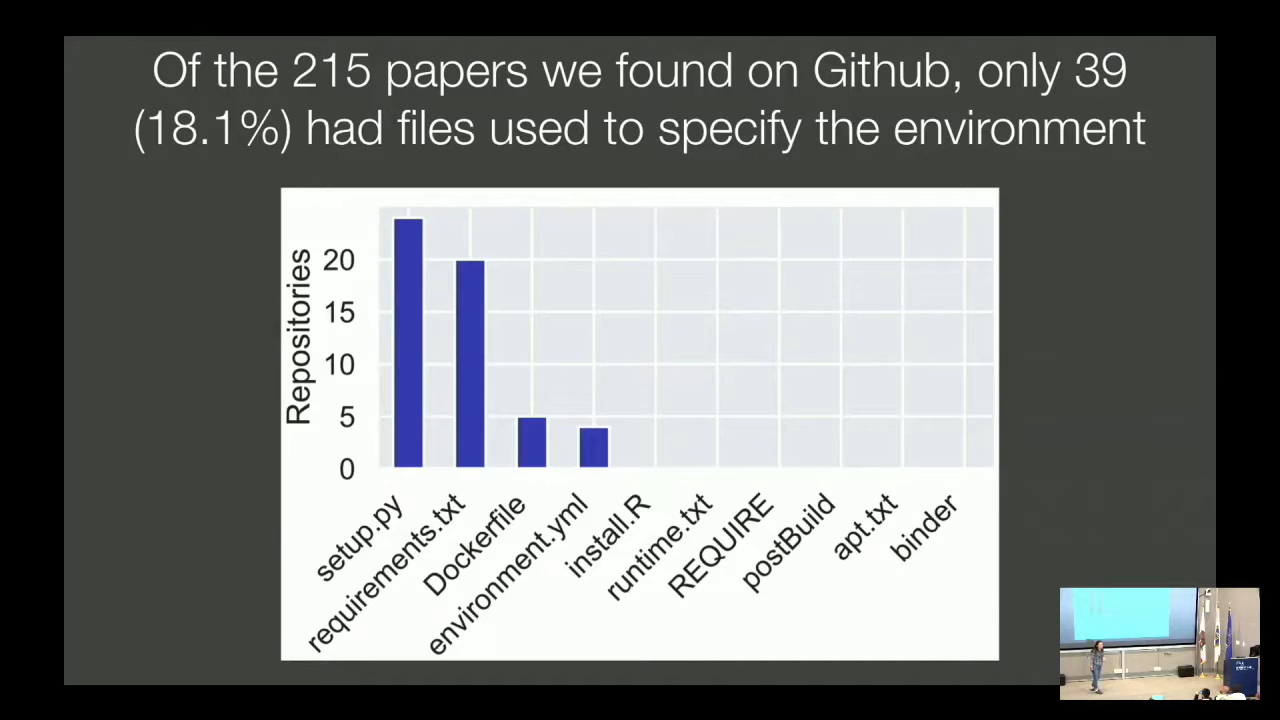 Of the 215 papers we found on Github, only 39
(18.1%) had files used to specify the environment
Repositories
20
15
10
5
0
setup.py
requirements.txt
Dockerfile
environment.yml
install.R
runtime.txt
REQUIRE
postBuild
apt.txt
binder